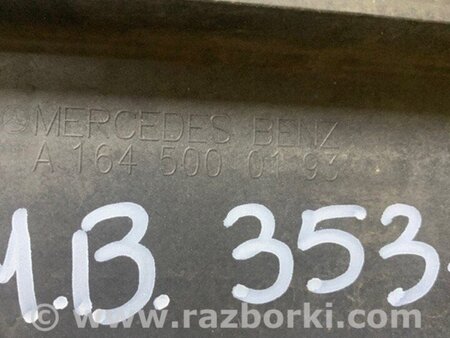 MERCEDES BENZ
A 164 500 01 93
M.B. 353
www.razborki.com